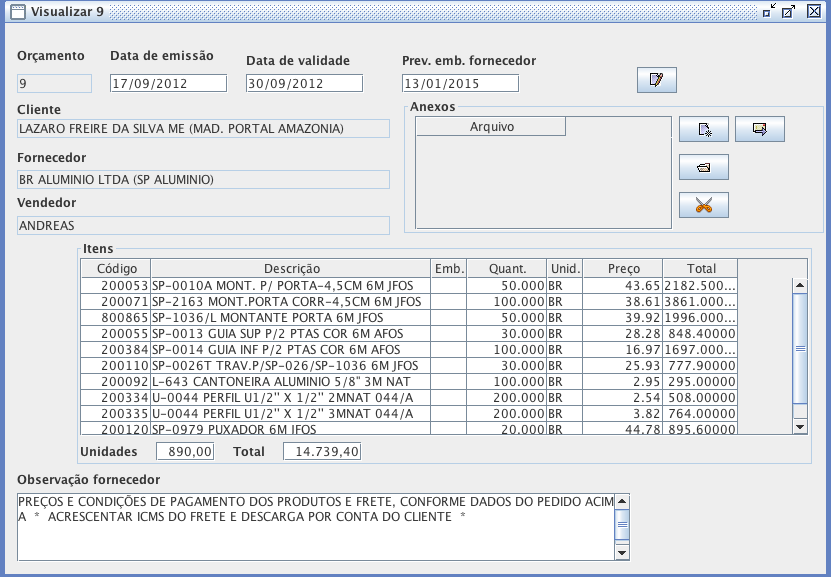 Visualizar 9
Orçamento Data de emissão Data de validade Prev. emb. fornecedor
9 17/09/2012 30/09/2012 13/01/2015
Cliente
LAZARO FREIRE DA SILVA ME (MAD. PORTAL AMAZONIA)
Fornecedor
BR ALUMINIO LTDA (SP ALUMINIO)
Vendedor
ANDREAS
Anexos
Arquivo
Itens
Código Descrição Emb. Quant. Unid. Preço Total
200053 SP-0010A MONT. P/ PORTA-4,5CM 6M JFOS 50.000 BR 43.65 2182.500...
200071 SP-2163 MONT.PORTA CORR-4,5CM 6M JFOS 100.000 BR 38.61 3861.000...
800865 SP-1036/L MONTANTE PORTA 6M JFOS 50.000 BR 39.92 1996.000...
200055 SP-0013 GUIA SUP P/2 PTAS COR 6M AFOS 30.000 BR 28.28 848.40000
200384 SP-0014 GUIA INF P/2 PTAS COR 6M AFOS 100.000 BR 16.97 1697.000...
200110 SP-0026T TRAV.P/SP-026/SP-1036 6M JFOS 30.000 BR 25.93 777.90000
200092 L-643 CANTONEIRA ALUMINIO 5/8" 3M NAT 100.000 BR 2.95 295.00000
200334 U-0044 PERFIL U1/2'' X 1/2'' 2MNAT 044/A 200.000 BR 2.54 508.00000
200335 U-0044 PERFIL U1/2'' X 1/2'' 3MNAT 044/A 200.000 BR 3.82 764.00000
200120 SP-0979 PUXADOR 6M JFOS 20.000 BR 44.78 895.60000
Unidades 890,00 Total 14.739,40
Observação fornecedor
PREÇOS E CONDIÇÕES DE PAGAMENTO DOS PRODUTOS E FRETE, CONFORME DADOS DO PEDIDO ACIM
A * ACRESCENTAR ICMS DO FRETE E DESCARGA POR CONTA DO CLIENTE *